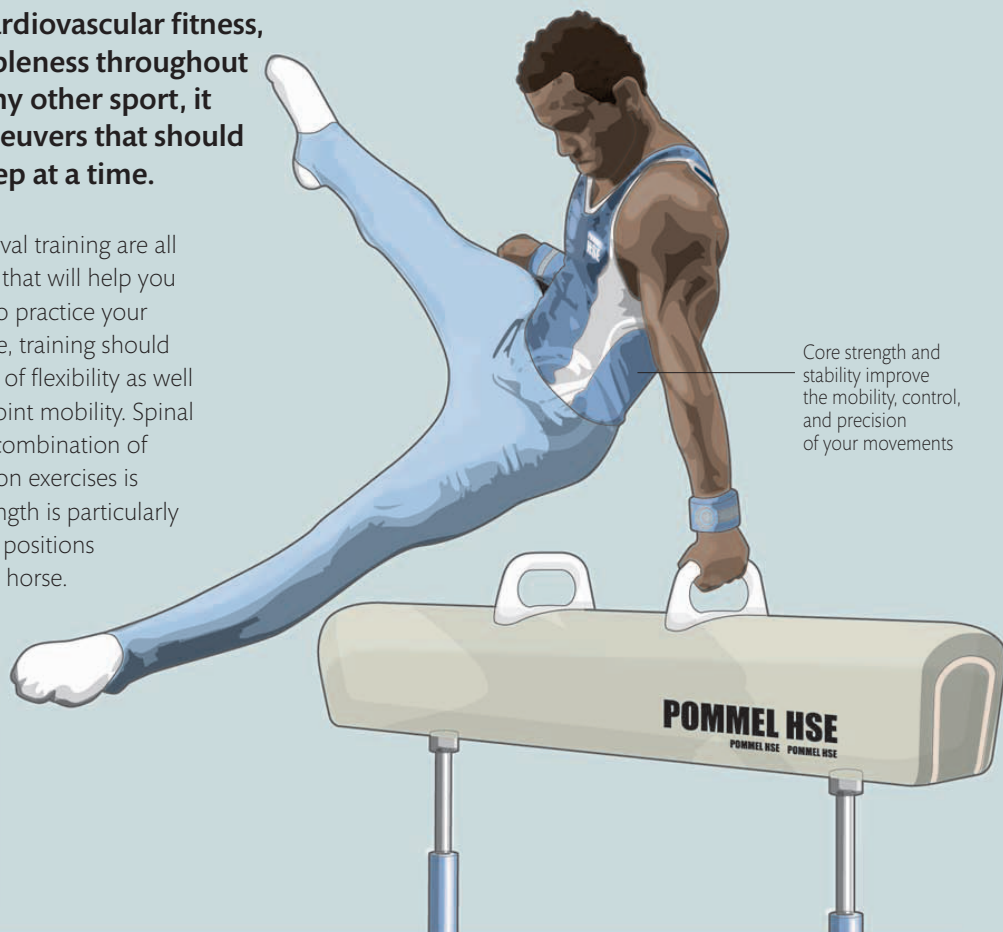 ardiovascular fitness,
pleness throughout
ny other sport, it
euvers that should
ep at a time.
val training are all
that will help you
o practice your
e, training should
of flexibility as well
oint mobility. Spinal
combination of
on exercises is
ngth is particularly
positions
horse.
Core strength and
stability improve
the mobility, control,
and precision
of your movements
POMMEL HSE
POMMEL HSE POMMEL HSE